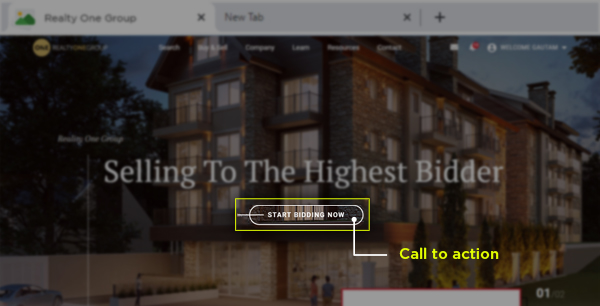 Realty One Group
New Tab
Search Buy & Sell Company Learn Resources Contact WELCOME GAUTAM
Realty One Group
Selling To The Highest Bidder
START BIDDING NOW
Call to action
01